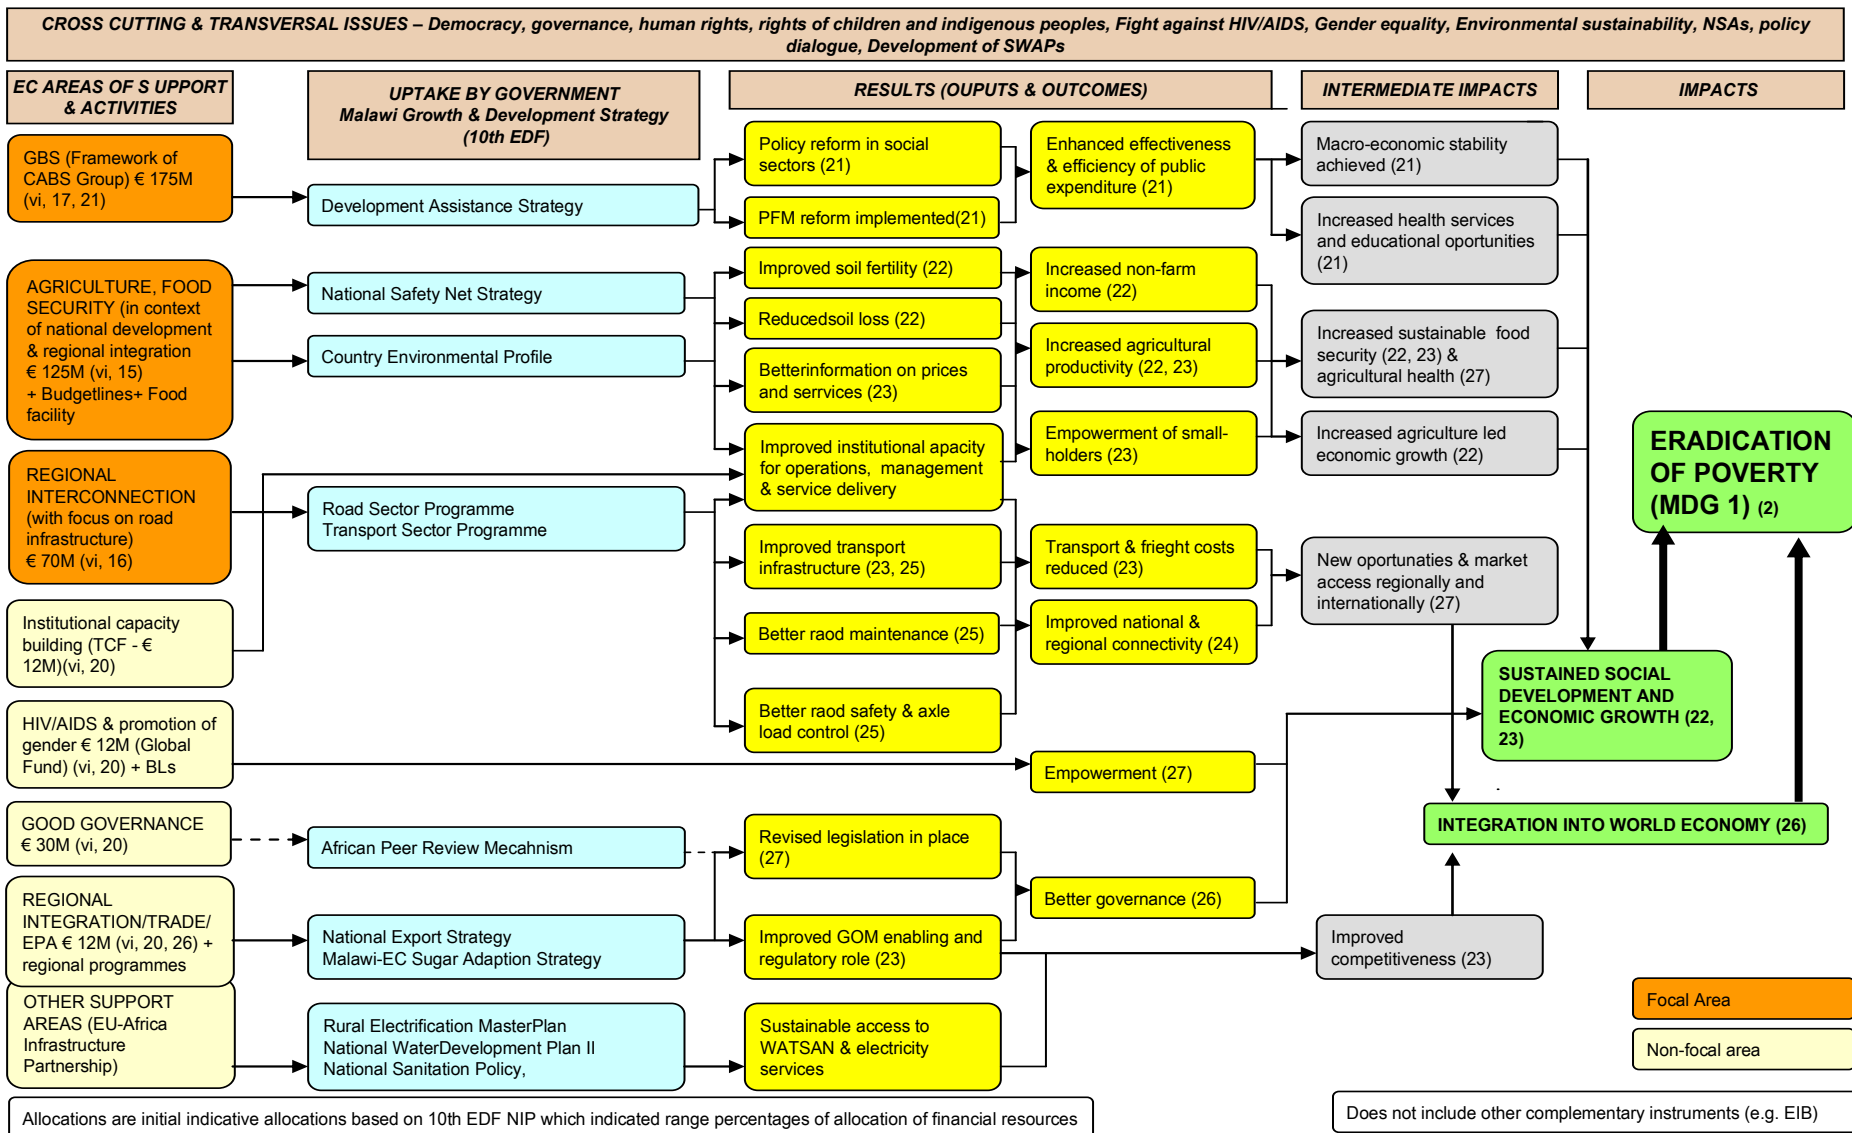 CROSS CUTTING & TRANSVERSAL ISSUES – Democracy, governance, human rights, rights of children and indigenous peoples, Fight against HIV/AIDS, Gender equality, Environmental sustainability, NSAs, policy
dialogue, Development of SWAPs
EC AREAS OF S UPPORT
& ACTIVITIES
UPTAKE BY GOVERNMENT
Malawi Growth & Development Strategy
(10th EDF)
RESULTS (OUPUTS & OUTCOMES)
INTERMEDIATE IMPACTS
IMPACTS
GBS (Framework of
CABS Group) € 175M
(vi, 17, 21)
AGRICULTURE, FOOD
SECURITY (in context
of national development
& regional integration
€ 125M (vi, 15)
+ Budgetlines+ Food
facility
REGIONAL
INTERCONNECTION
(with focus on road
infrastructure)
€ 70M (vi, 16)
Institutional capacity
building (TCF - €
12M)(vi, 20)
HIV/AIDS & promotion of
gender € 12M (Global
Fund) (vi, 20) + BLs
GOOD GOVERNANCE
€ 30M (vi, 20)
REGIONAL
INTEGRATION/TRADE/
EPA € 12M (vi, 20, 26) +
regional programmes
OTHER SUPPORT
AREAS (EU-Africa
Infrastructure
Partnership)
Development Assistance Strategy
National Safety Net Strategy
Country Environmental Profile
Road Sector Programme
Transport Sector Programme
African Peer Review Mecahnism
National Export Strategy
Malawi-EC Sugar Adaption Strategy
Rural Electrification MasterPlan
National WaterDevelopment Plan II
National Sanitation Policy,
Policy reform in social
sectors (21)
PFM reform implemented(21)
Improved soil fertility (22)
Reducedsoil loss (22)
Betterinformation on prices
and serrvices (23)
Improved institutional apacity
for operations, management
& service delivery
Improved transport
infrastructure (23, 25)
Better raod maintenance (25)
Better raod safety & axle
load control (25)
Revised legislation in place
(27)
Improved GOM enabling and
regulatory role (23)
Sustainable access to
WATSAN & electricity
services
Enhanced effectiveness
& efficiency of public
expenditure (21)
Increased non-farm
income (22)
Increased agricultural
productivity (22, 23)
Empowerment of small-
holders (23)
Transport & frieght costs
reduced (23)
Improved national &
regional connectivity (24)
Empowerment (27)
Better governance (26)
Macro-economic stability
achieved (21)
Increased health services
and educational oportunities
(21)
Increased sustainable food
security (22, 23) &
agricultural health (27)
Increased agriculture led
economic growth (22)
New oportunaties & market
access regionally and
internationally (27)
Improved
competitiveness (23)
ERADICATION
OF POVERTY
(MDG 1) (2)
SUSTAINED SOCIAL
DEVELOPMENT AND
ECONOMIC GROWTH (22,
23)
INTEGRATION INTO WORLD ECONOMY (26)
Focal Area
Non-focal area
Allocations are initial indicative allocations based on 10th EDF NIP which indicated range percentages of allocation of financial resources
Does not include other complementary instruments (e.g. EIB)